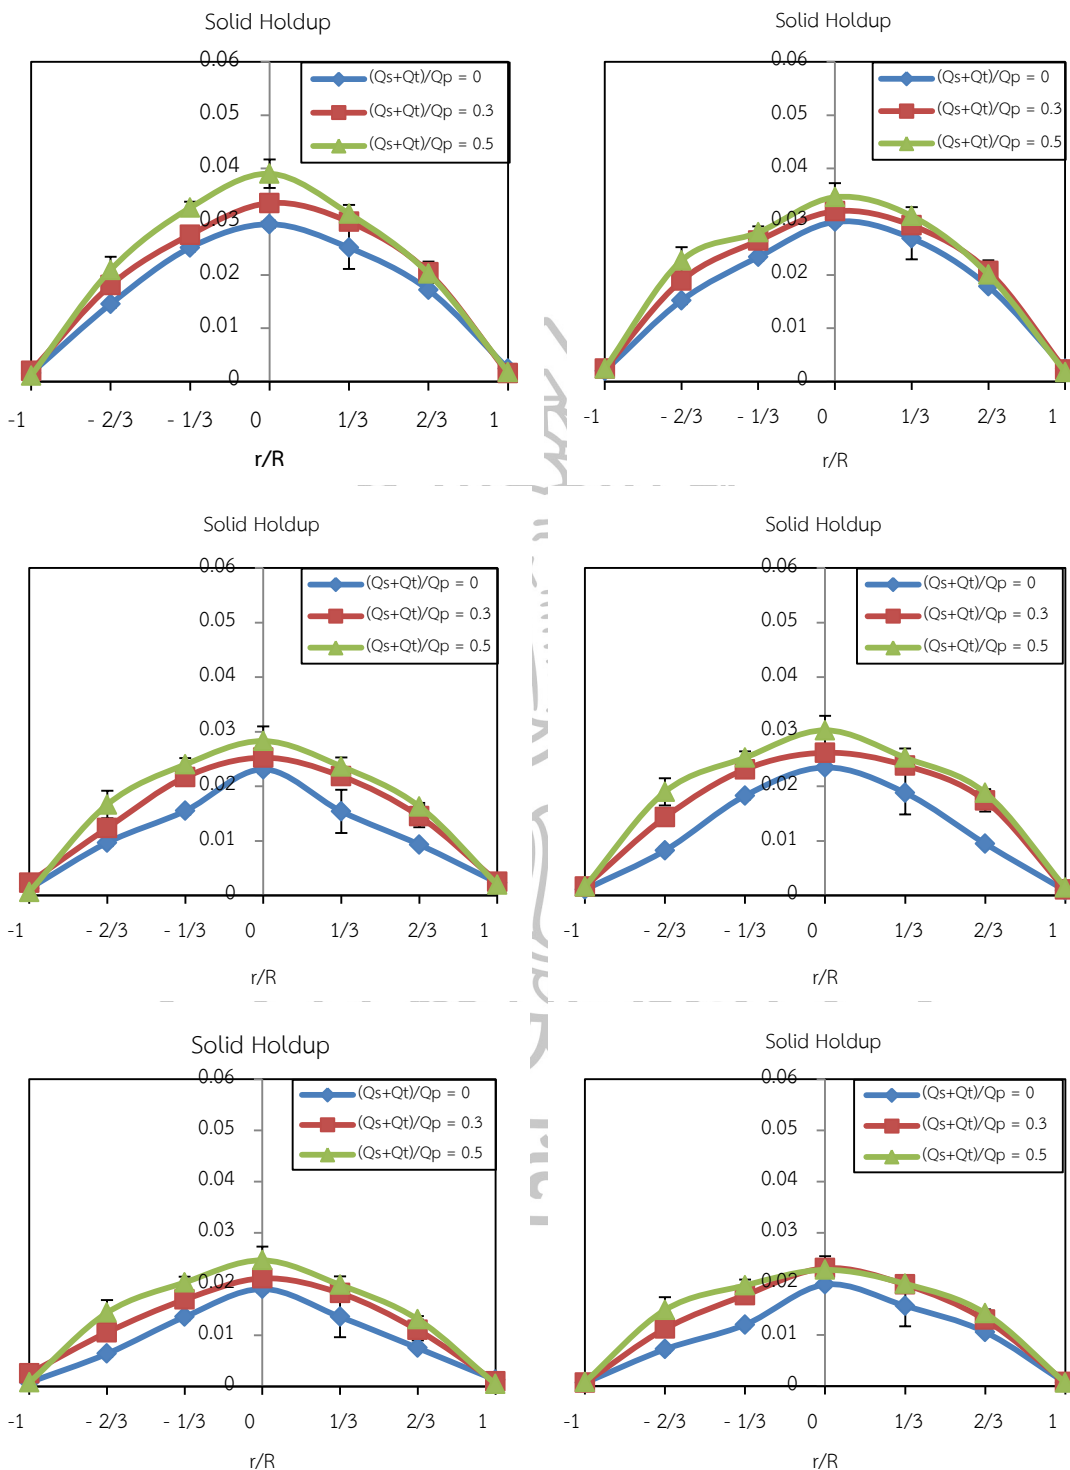 Solid Holdup
0.06
0.05
0.04
0.03
0.02
0.01
0
(Qs+Qt)/Qp = 0
(Qs+Qt)/Qp = 0.3
(Qs+Qt)/Qp = 0.5
-1 - 2/3 - 1/3 0 1/3 2/3 1
r/R
Solid Holdup
0.06
0.05
0.04
0.03
0.02
0.01
0
(Qs+Qt)/Qp = 0
(Qs+Qt)/Qp = 0.3
(Qs+Qt)/Qp = 0.5
-1 - 2/3 - 1/3 0 1/3 2/3 1
r/R
Solid Holdup
0.06
0.05
0.04
0.03
0.02
0.01
0
(Qs+Qt)/Qp = 0
(Qs+Qt)/Qp = 0.3
(Qs+Qt)/Qp = 0.5
-1 - 2/3 - 1/3 0 1/3 2/3 1
r/R
Solid Holdup
0.06
0.05
0.04
0.03
0.02
0.01
0
(Qs+Qt)/Qp = 0
(Qs+Qt)/Qp = 0.3
(Qs+Qt)/Qp = 0.5
-1 - 2/3 - 1/3 0 1/3 2/3 1
r/R
Solid Holdup
0.06
0.05
0.04
0.03
0.02
0.01
0
(Qs+Qt)/Qp = 0
(Qs+Qt)/Qp = 0.3
(Qs+Qt)/Qp = 0.5
-1 - 2/3 - 1/3 0 1/3 2/3 1
r/R
Solid Holdup
0.06
0.05
0.04
0.03
0.02
0.01
0
(Qs+Qt)/Qp = 0
(Qs+Qt)/Qp = 0.3
(Qs+Qt)/Qp = 0.5
-1 - 2/3 - 1/3 0 1/3 2/3 1
r/R